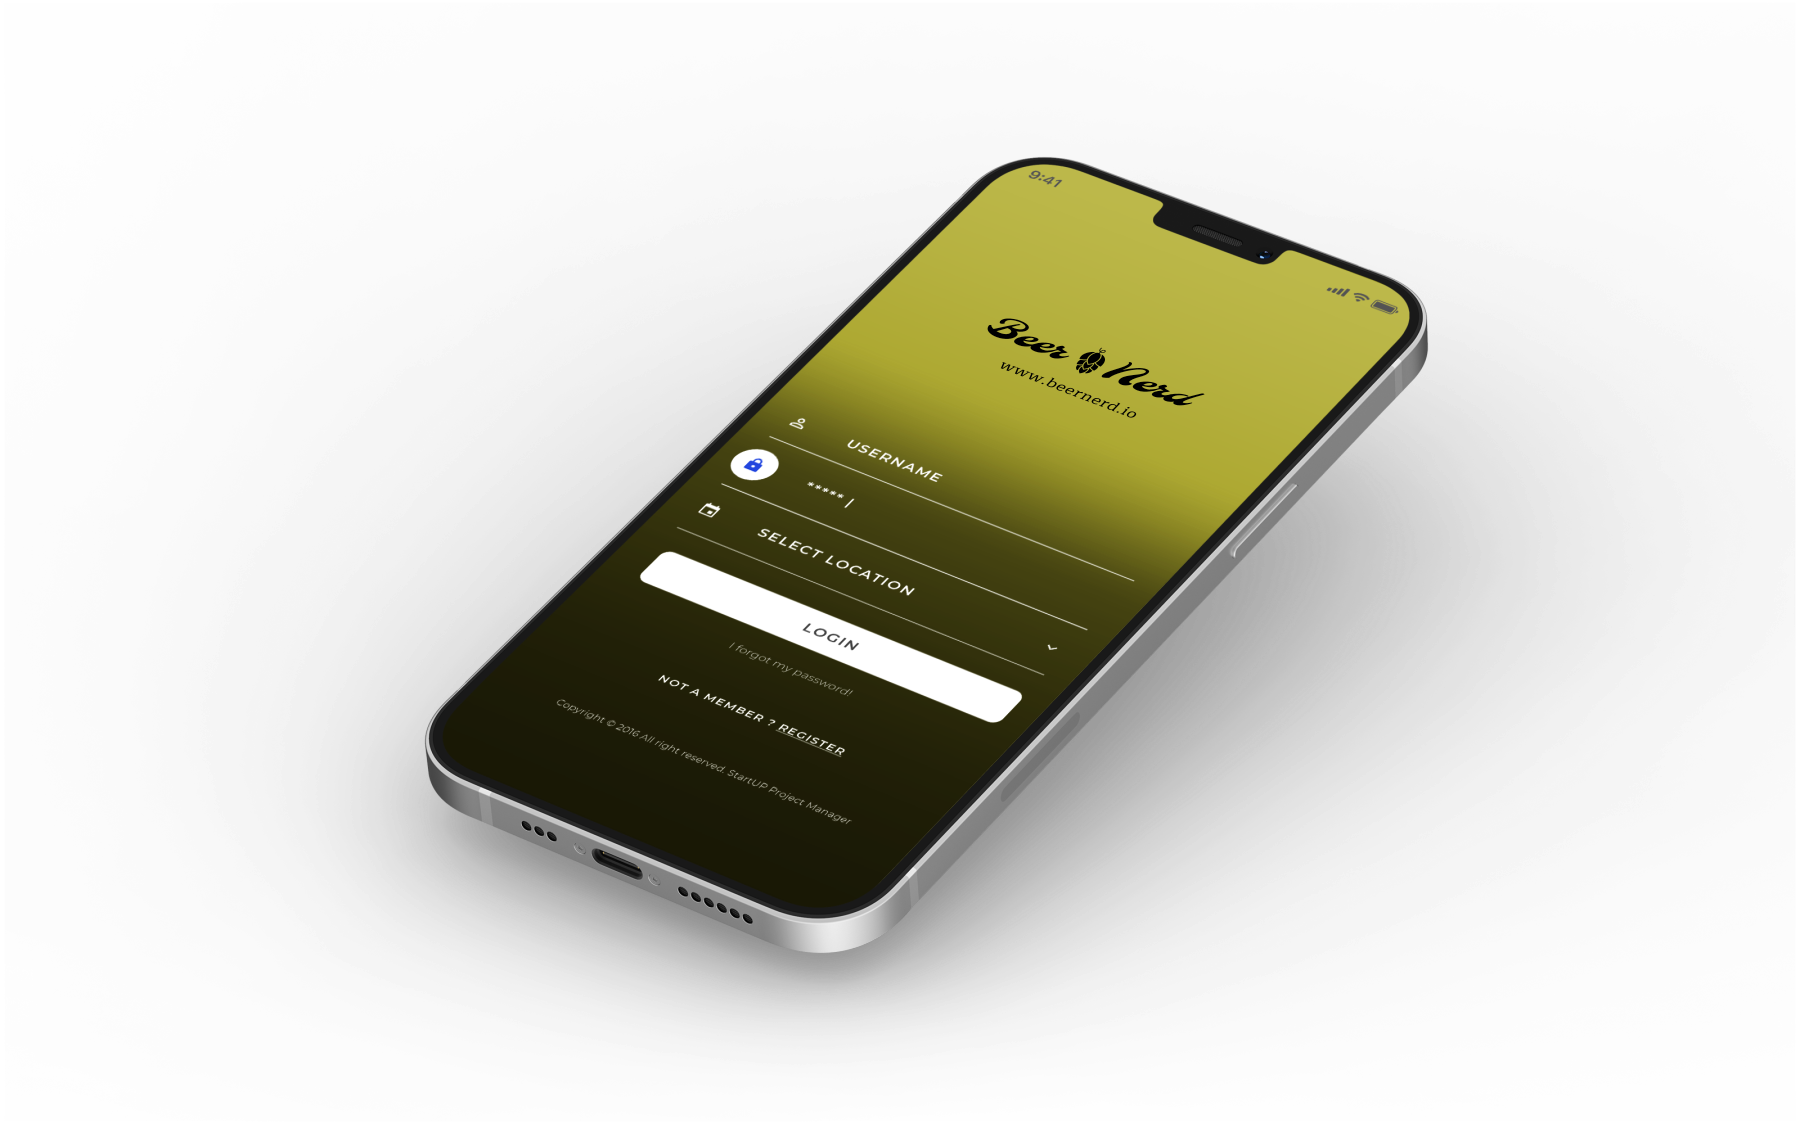 9:41
Beer Nerd
www.beernerd.io
USERNAME
***** |
SELECT LOCATION
LOGIN
I forgot my password!
NOT A MEMBER ? REGISTER
Copyright © 2016 All right reserved. StartUP Project Manager